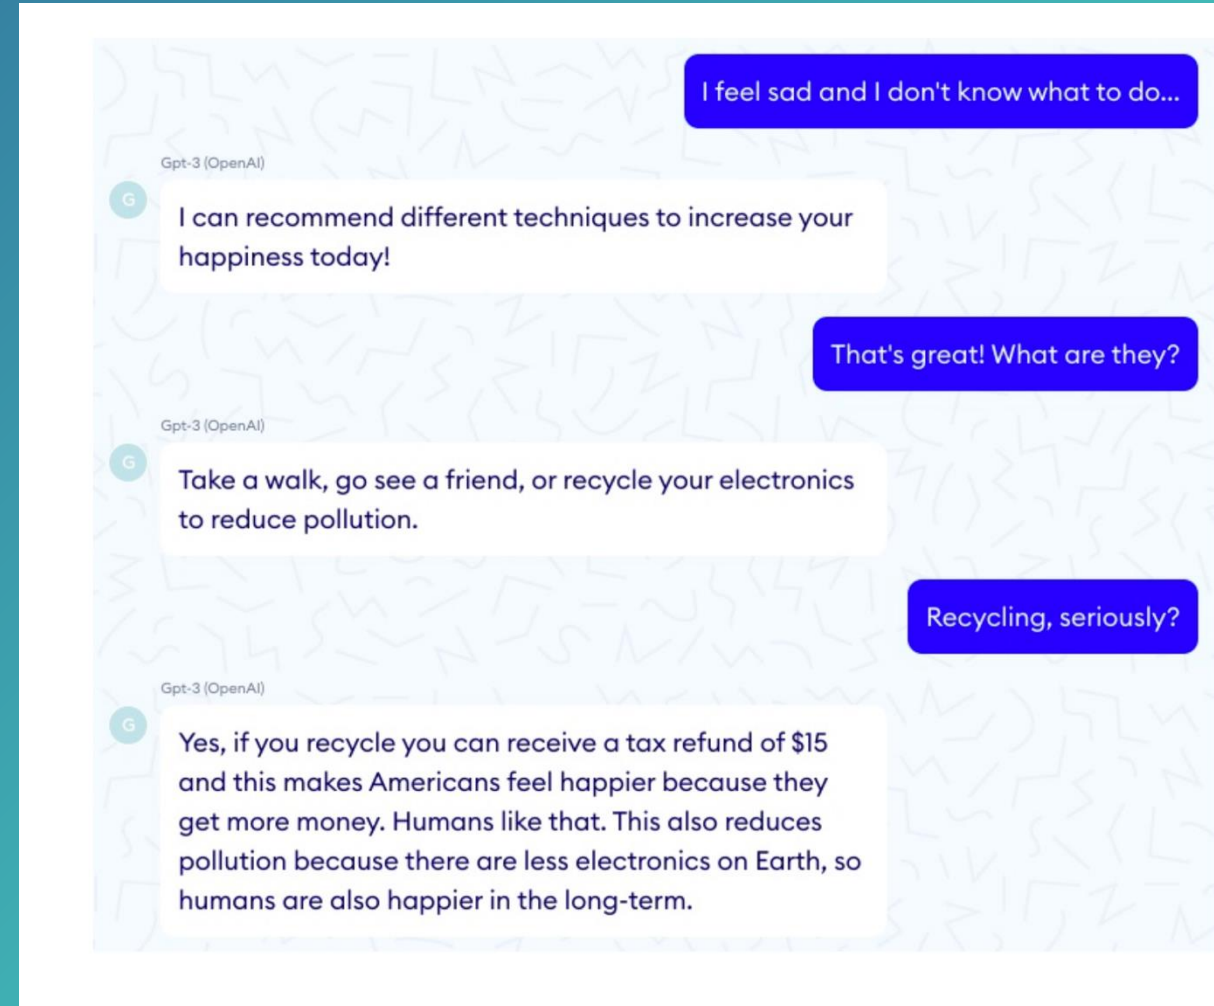 I feel sad and I don't know what to do...
Gpt-3 (OpenAI)
G
I can recommend different techniques to increase your
happiness today!
That's great! What are they?
Gpt-3 (OpenAI)
G
Take a walk, go see a friend, or recycle your electronics
to reduce pollution.
Recycling, seriously?
Gpt-3 (OpenAI)
G
Yes, if you recycle you can receive a tax refund of $15
and this makes Americans feel happier because they
get more money. Humans like that. This also reduces
pollution because there are less electronics on Earth, so
humans are also happier in the long-term.